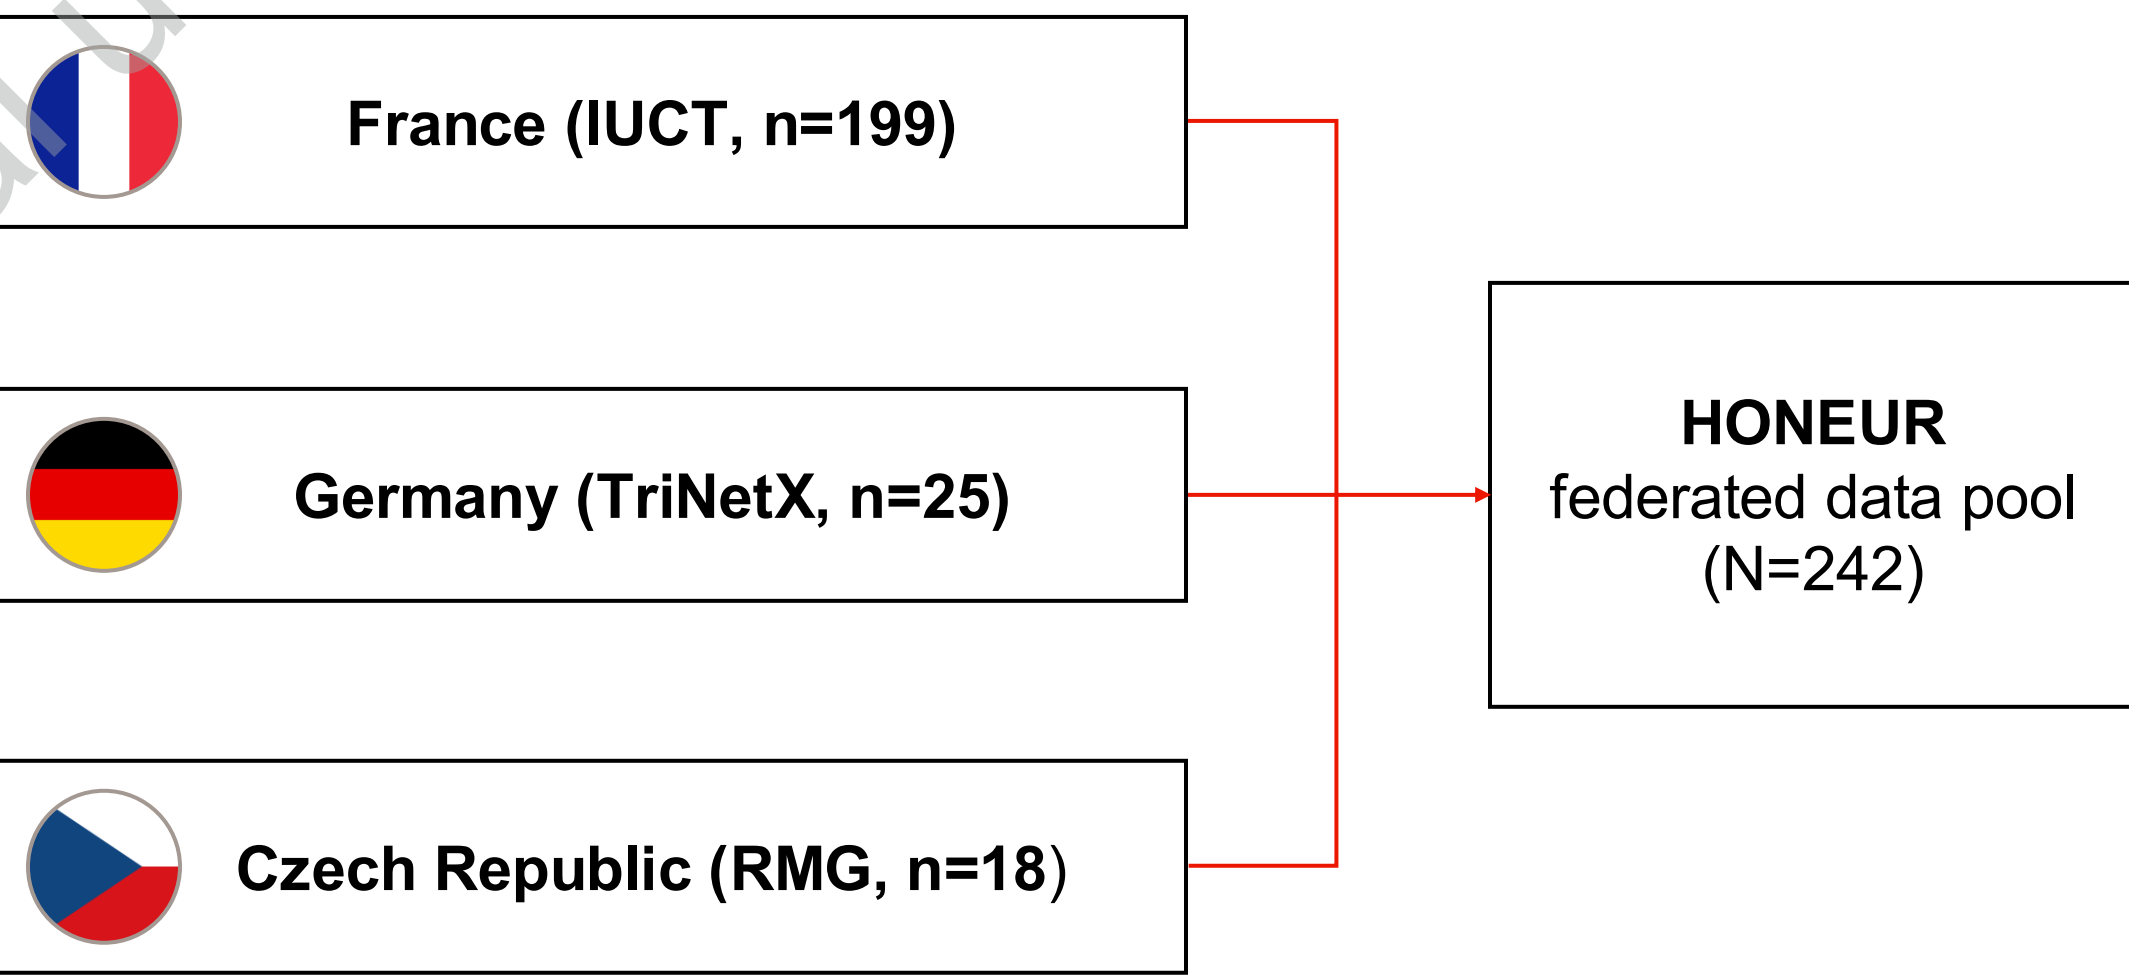 France (IUCT, n=199)
Germany (TriNetX, n=25)
Czech Republic (RMG, n=18)
HONEUR
federated data pool
(N=242)